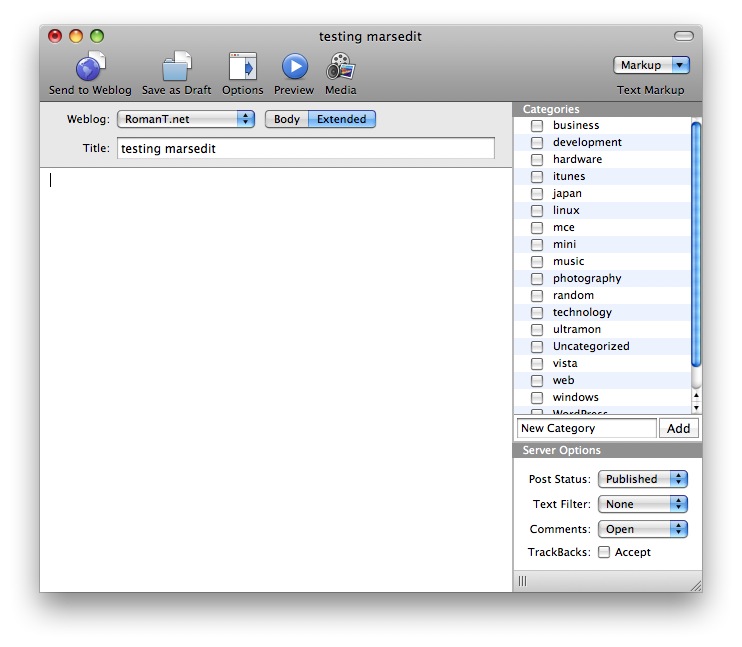 testing marsedit
Send to Weblog Save as Draft Options Preview Media
Markup
Text Markup
Weblog: RomanT.net Body Extended
Title: testing marsedit
Categories
business
development
hardware
itunes
japan
linux
mce
mini
music
photography
random
technology
ultramon
Uncategorized
vista
web
windows
WordPress
New Category Add
Server Options
Post Status: Published
Text Filter: None
Comments: Open
TrackBacks: Accept